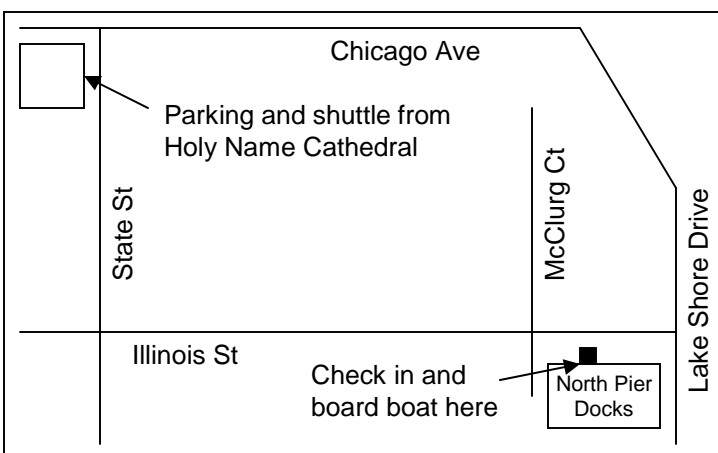 Chicago Ave
Parking and shuttle from
Holy Name Cathedral
State St
McClurg Ct
Lake Shore Drive
Illinois St
Check in and
board boat here
North Pier
Docks